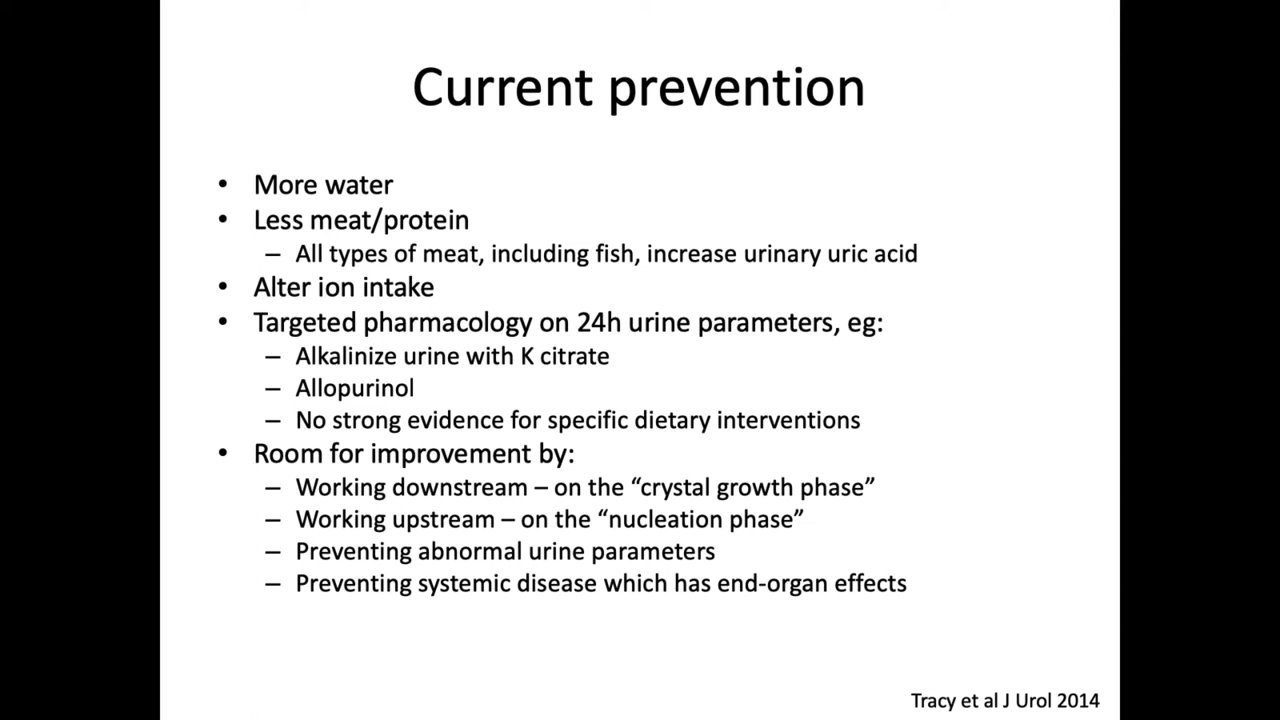 Current prevention
• More water
• Less meat/protein
– All types of meat, including fish, increase urinary uric acid
• Alter ion intake
• Targeted pharmacology on 24h urine parameters, eg:
– Alkalinize urine with K citrate
– Allopurinol
– No strong evidence for specific dietary interventions
• Room for improvement by:
– Working downstream – on the “crystal growth phase”
– Working upstream – on the “nucleation phase”
– Preventing abnormal urine parameters
– Preventing systemic disease which has end-organ effects
Tracy et al J Urol 2014